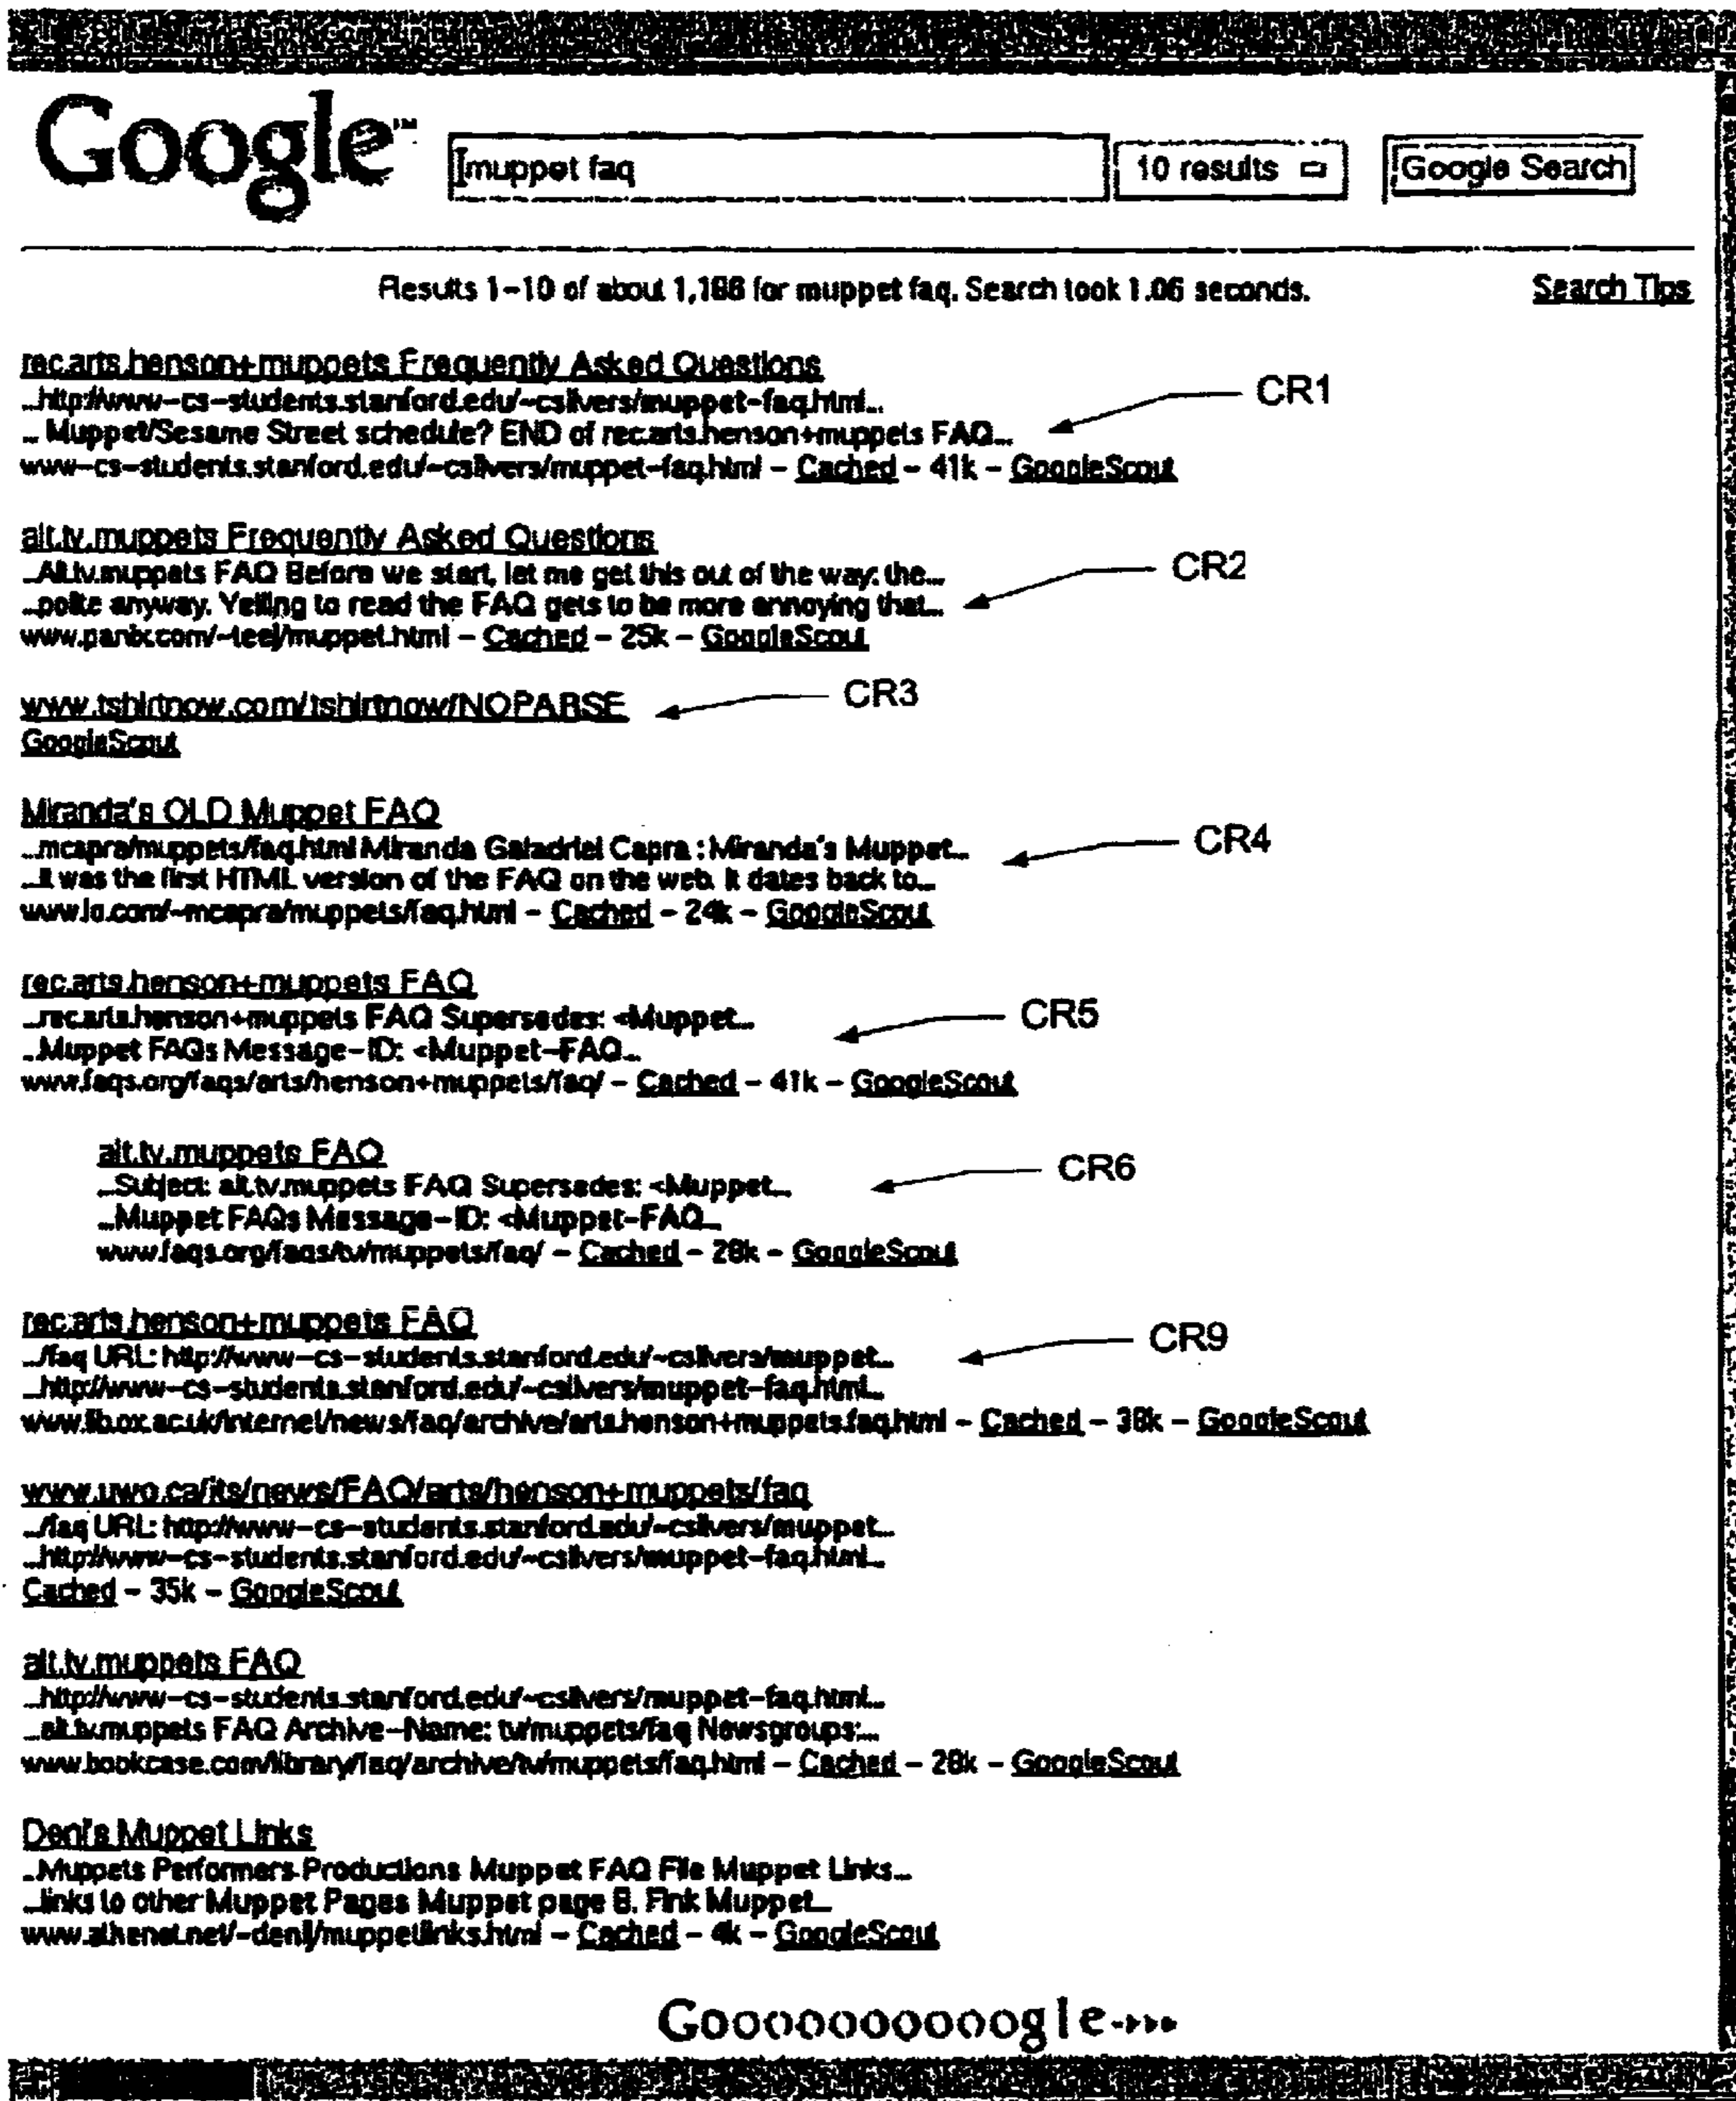 Google™
muppet faq
10 results
Google Search
Results 1-10 of about 1,188 for muppet faq. Search took 1.06 seconds.
Search Tips
rec.arts.henson+muppets Frequently Asked Questions
...http://www-cs-students.stanford.edu/~csilvers/muppet-faq.html...
... Muppet/Sesame Street schedule? END of rec.arts.henson+muppets FAQ...
www-cs-students.stanford.edu/~csilvers/muppet-faq.html - Cached - 41k - GoogleScout
CR1
alt.tv.muppets Frequently Asked Questions
...Alt.tv.muppets FAQ Before we start, let me get this out of the way: the...
...polite anyway. Yelling to read the FAQ gets to be more annoying that...
www.panix.com/~teej/muppet.html - Cached - 25k - GoogleScout
CR2
www.tshirtnow.com/tshirtnow/NOPARSE
GoogleScout
CR3
Miranda's OLD Muppet FAQ
...mcapra/muppets/faq.html Miranda Galadriel Capra : Miranda's Muppet...
...it was the first HTML version of the FAQ on the web. It dates back to...
www.io.com/~mcapra/muppets/faq.html - Cached - 24k - GoogleScout
CR4
rec.arts.henson+muppets FAQ
...rec.arts.henson+muppets FAQ Supersedes: <Muppet...
...Muppet FAQs Message-ID: <Muppet-FAQ...
www.faqs.org/faqs/arts/henson+muppets/faq/ - Cached - 41k - GoogleScout
CR5
alt.tv.muppets FAQ
...Subject: alt.tv.muppets FAQ Supersedes: <Muppet...
...Muppet FAQs Message-ID: <Muppet-FAQ...
www.faqs.org/faqs/tv/muppets/faq/ - Cached - 28k - GoogleScout
CR6
rec.arts.henson+muppets FAQ
.../faq URL: http://www-cs-students.stanford.edu/~csilvers/muppet...
...http://www-cs-students.stanford.edu/~csilvers/muppet-faq.html...
www.lib.ox.ac.uk/internet/news/faq/archive/arts.henson+muppets.faq.html - Cached - 38k - GoogleScout
CR9
www.uwo.ca/its/news/FAQ/arts/henson+muppets/faq
.../faq URL: http://www-cs-students.stanford.edu/~csilvers/muppet...
...http://www-cs-students.stanford.edu/~csilvers/muppet-faq.html...
Cached - 35k - GoogleScout
alt.tv.muppets FAQ
...http://www-cs-students.stanford.edu/~csilvers/muppet-faq.html...
...alt.tv.muppets FAQ Archive-Name: tv/muppets/faq Newsgroups:...
www.bookcase.com/library/faq/archive/tv/muppets/faq.html - Cached - 28k - GoogleScout
Deni's Muppet Links
...Muppets Performers Productions Muppet FAQ File Muppet Links...
...links to other Muppet Pages Muppet page B. Fink Muppet...
www.athenet.net/~denij/muppetlinks.html - Cached - 4k - GoogleScout
Goooooooooogle